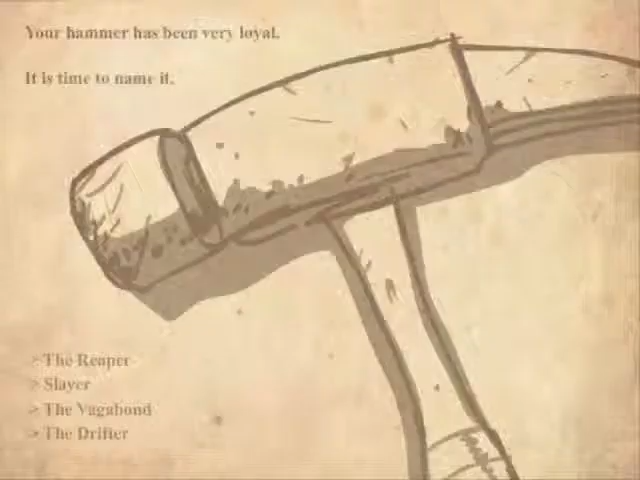 Your hammer has been very loyal.
It is time to name it.
> The Reaper
> Slayer
> The Vagabond
> The Drifter